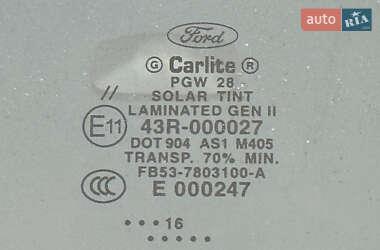 auto RIA
Ford
G Carlite R
PGW 28
// SOLAR TINT
LAMINATED GEN II
E11 43R-000027
DOT 904 AS1 M405
TRANSP. 70% MIN.
FB53-7803100-A
CCC E 000247
••• 16
•••••